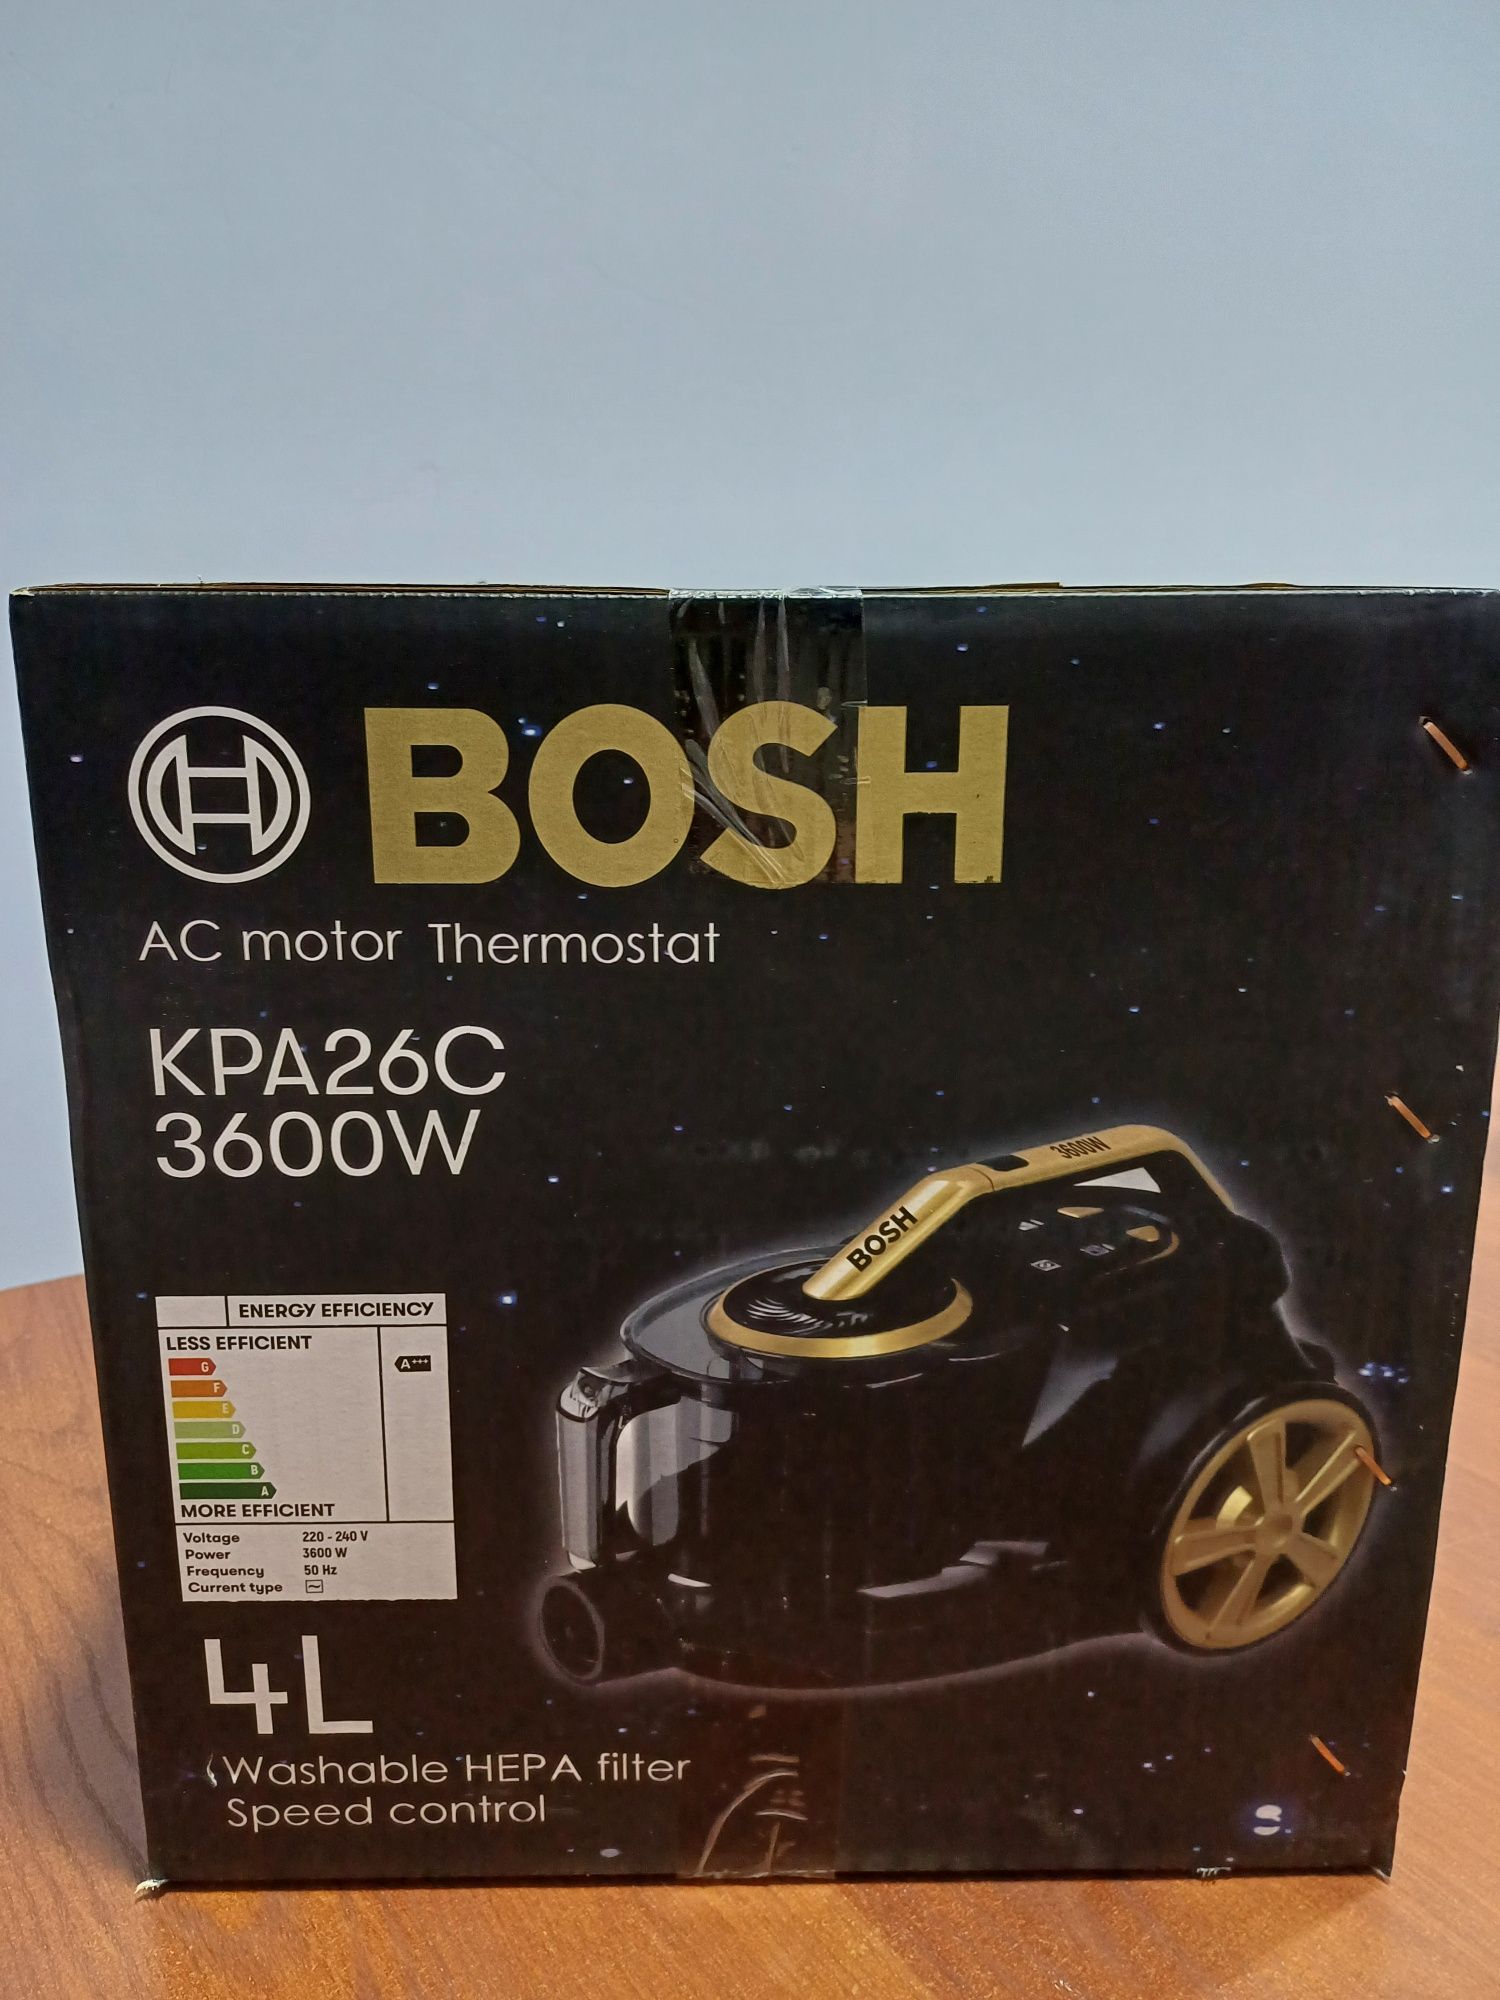 BOSH
AC motor Thermostat
KPA26C
3600W
3600W
BOSH
ENERGY EFFICIENCY
LESS EFFICIENT
A+++
G
F
E
D
C
B
A
MORE EFFICIENT
Voltage 220 - 240 V
Power 3600 W
Frequency 50 Hz
Current type
4L
Washable HEPA filter
Speed control